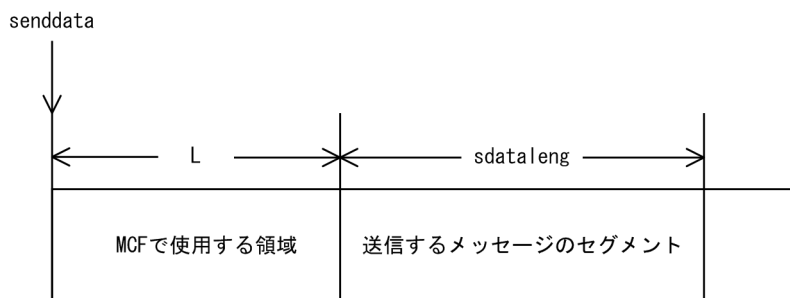 senddata
L
sdataleng
MCFで使用する領域
送信するメッセージのセグメント